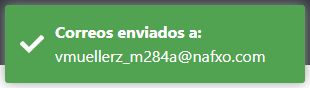 Correos enviados a:
vmuellerz_m284a@nafxo.com